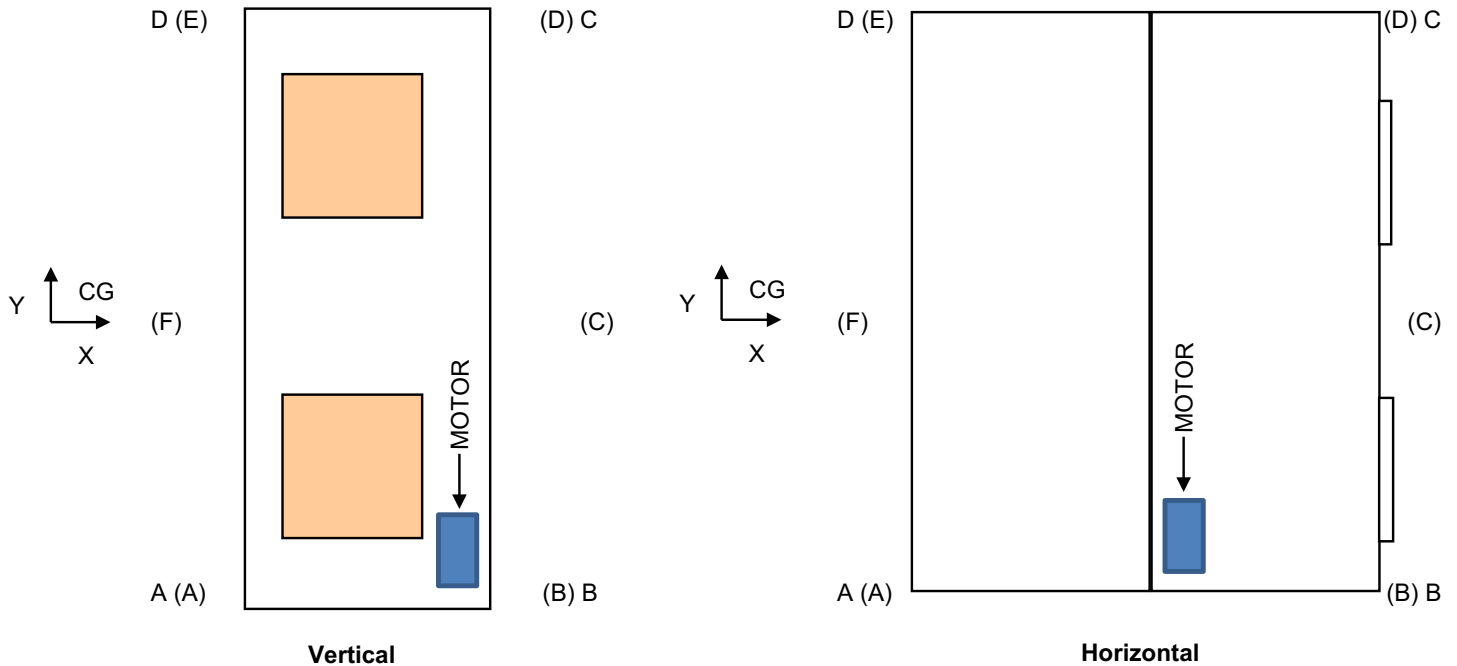 D (E)
(D) C
Y
CG
X
(F)
(C)
MOTOR
A (A)
(B) B
Vertical
D (E)
(D) C
Y
CG
X
(F)
(C)
MOTOR
A (A)
(B) B
Horizontal